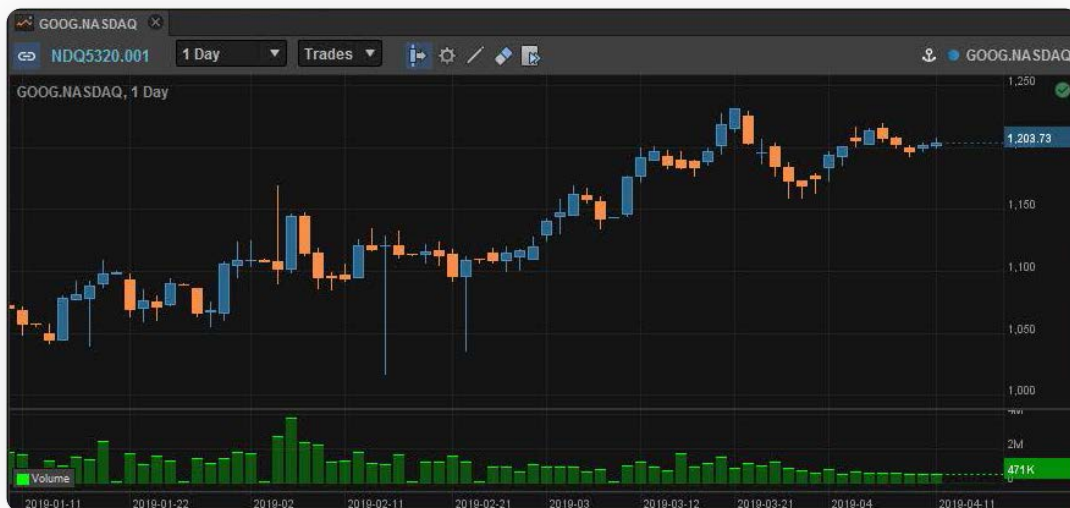 GOOG.NASDAQ
NDQ5320.001 1 Day Trades GOOG.NASDAQ
GOOG.NASDAQ, 1 Day
1,250
1,203.73
1,150
1,100
1,050
1,000
4M
2M
471K
0
Volume
2019-01-11 2019-01-22 2019-02 2019-02-11 2019-02-21 2019-03 2019-03-12 2019-03-21 2019-04 2019-04-11